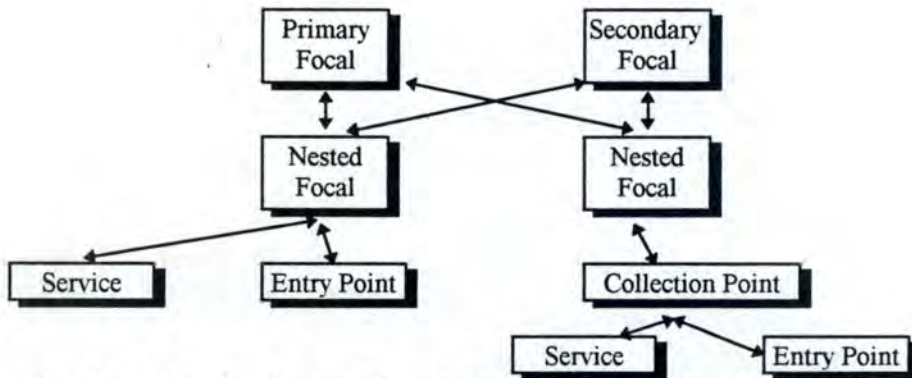 Primary
Focal
Secondary
Focal
Nested
Focal
Nested
Focal
Service
Entry Point
Collection Point
Service
Entry Point